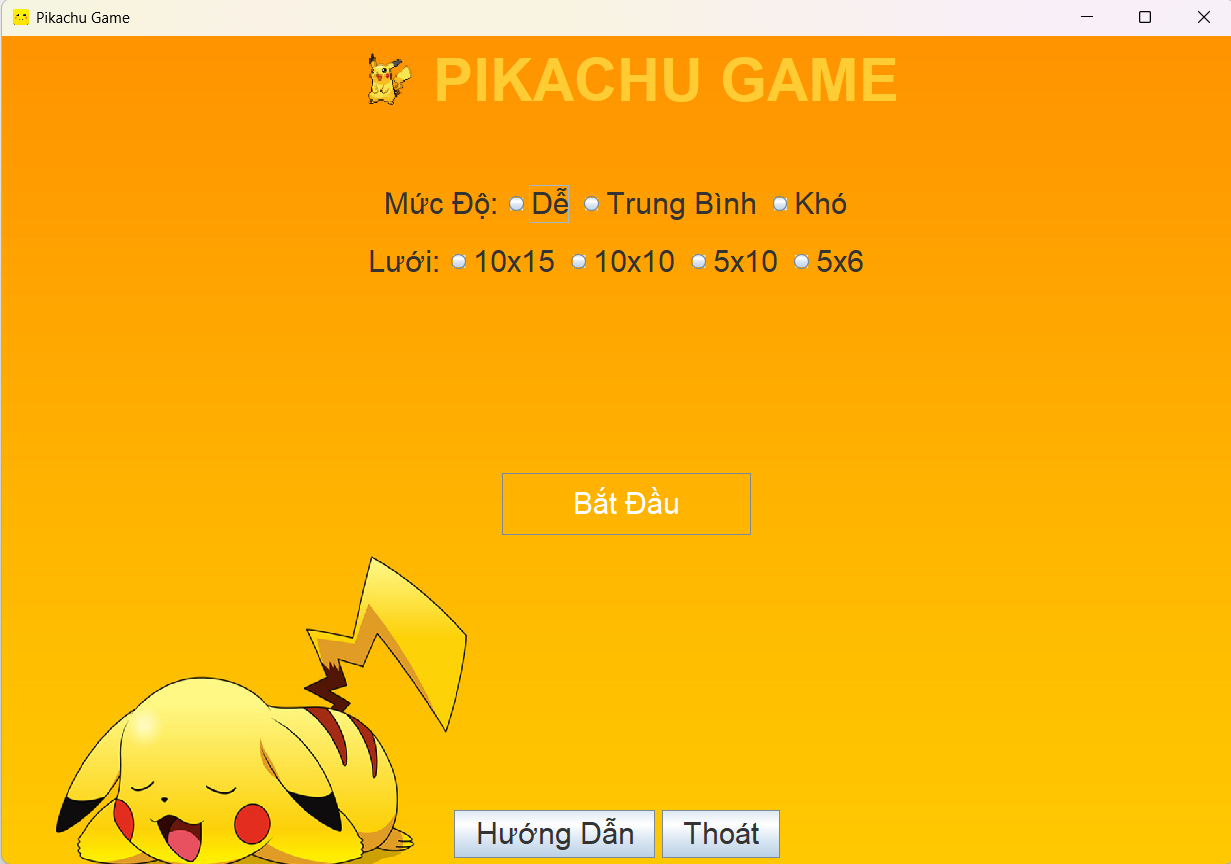 Pikachu Game
PIKACHU GAME
Mức Độ: Dễ Trung Bình Khó
Lưới: 10x15 10x10 5x10 5x6
Bắt Đầu
Hướng Dẫn Thoát